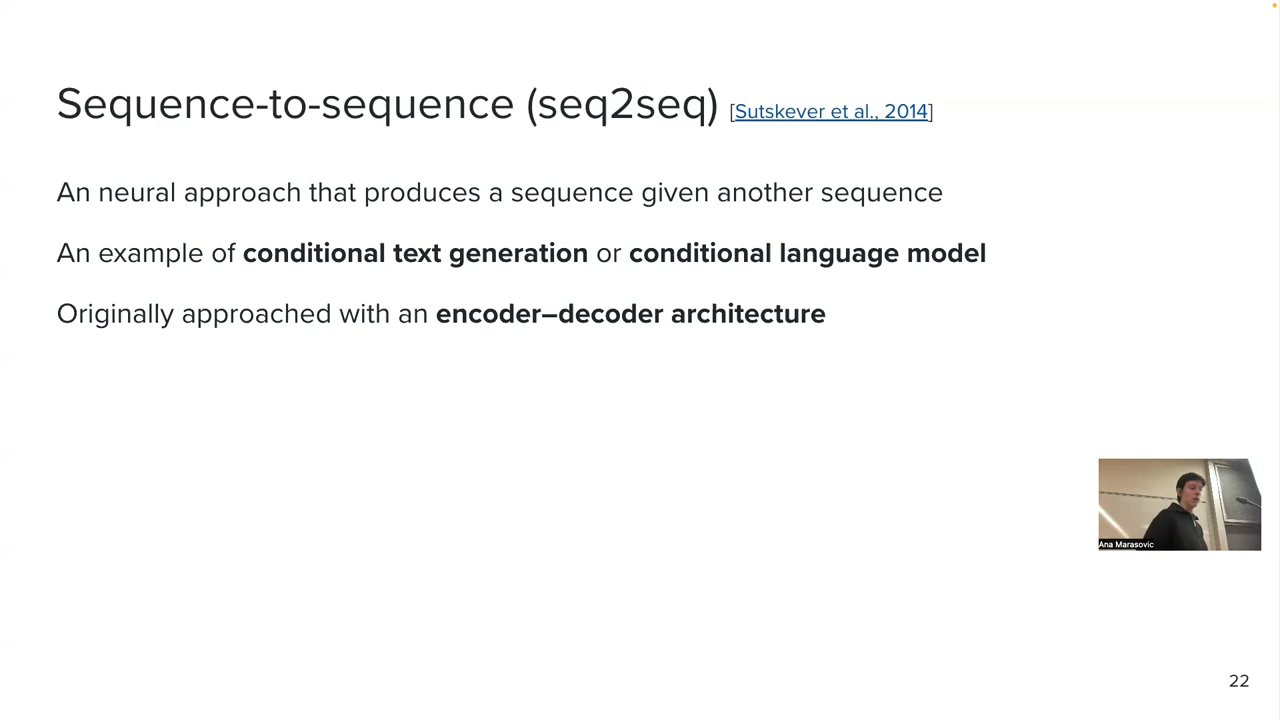 Sequence-to-sequence (seq2seq) [Sutskever et al., 2014]
An neural approach that produces a sequence given another sequence
An example of conditional text generation or conditional language model
Originally approached with an encoder–decoder architecture
Ana Marasovic
22